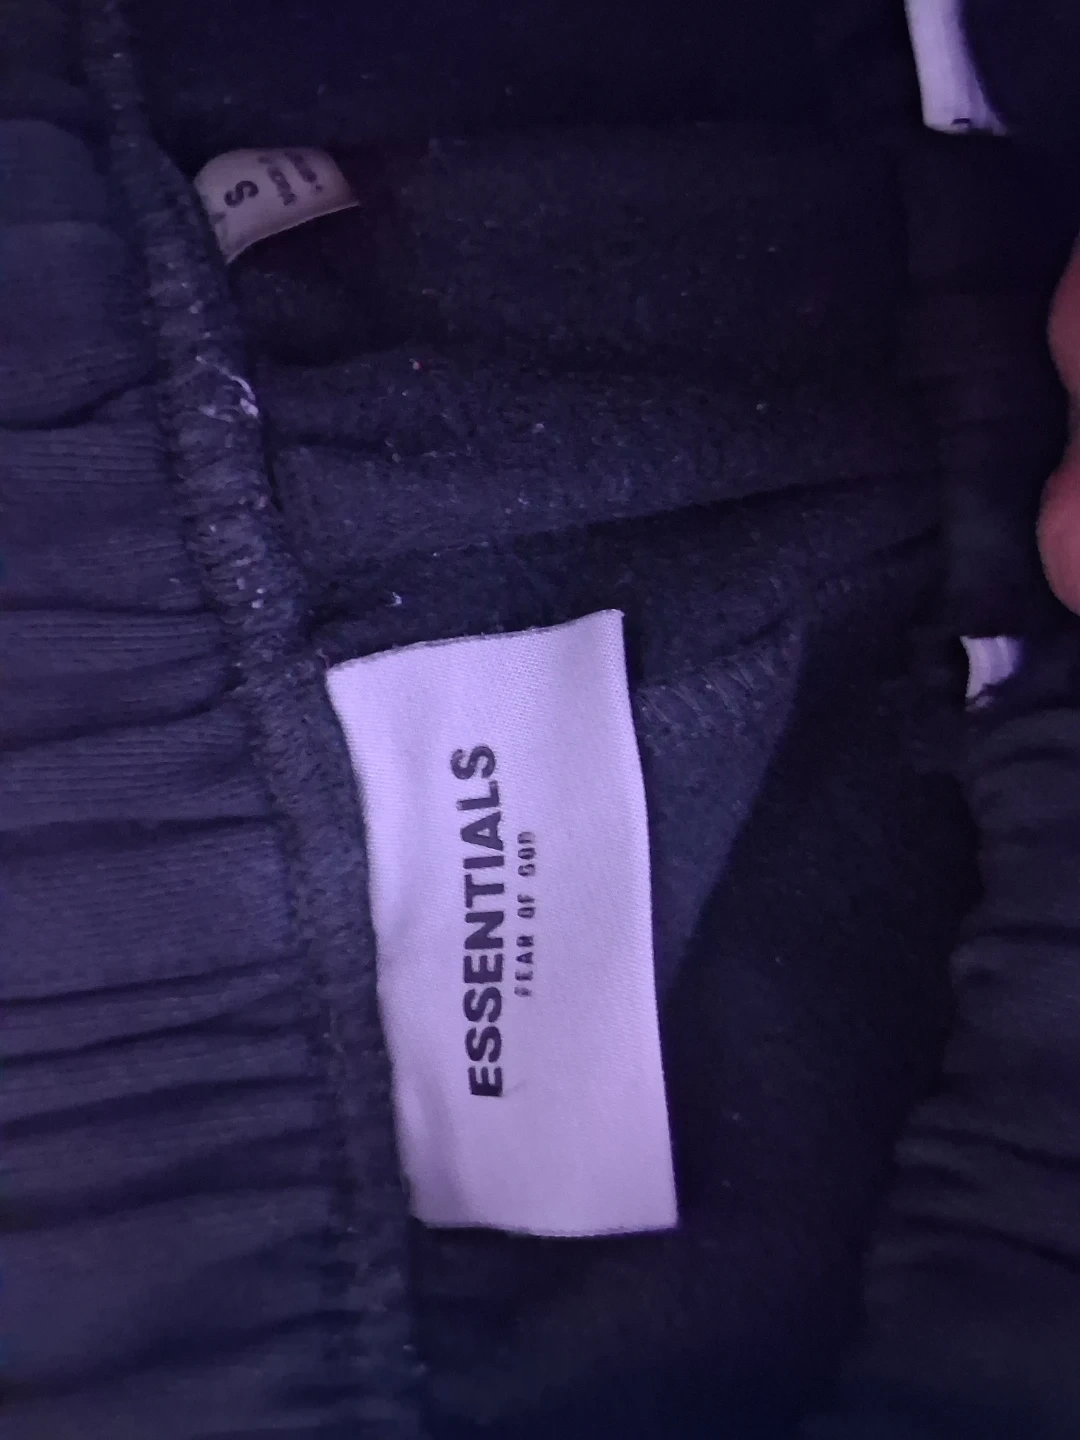 S
ESSENTIALS
FEAR OF GOD